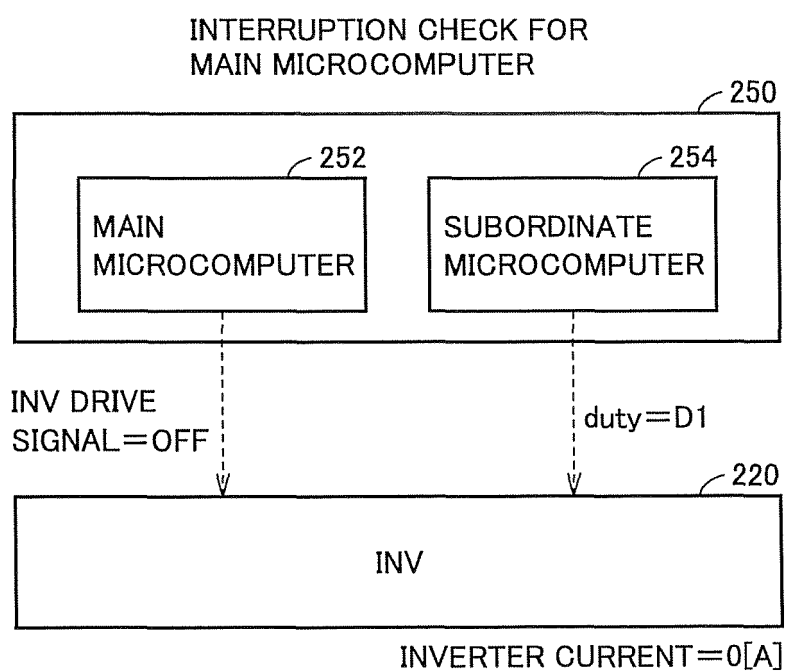 INTERRUPTION CHECK FOR
MAIN MICROCOMPUTER
250
252
254
MAIN
MICROCOMPUTER
SUBORDINATE
MICROCOMPUTER
INV DRIVE
SIGNAL=OFF
duty=D1
220
INV
INVERTER CURRENT=0[A]